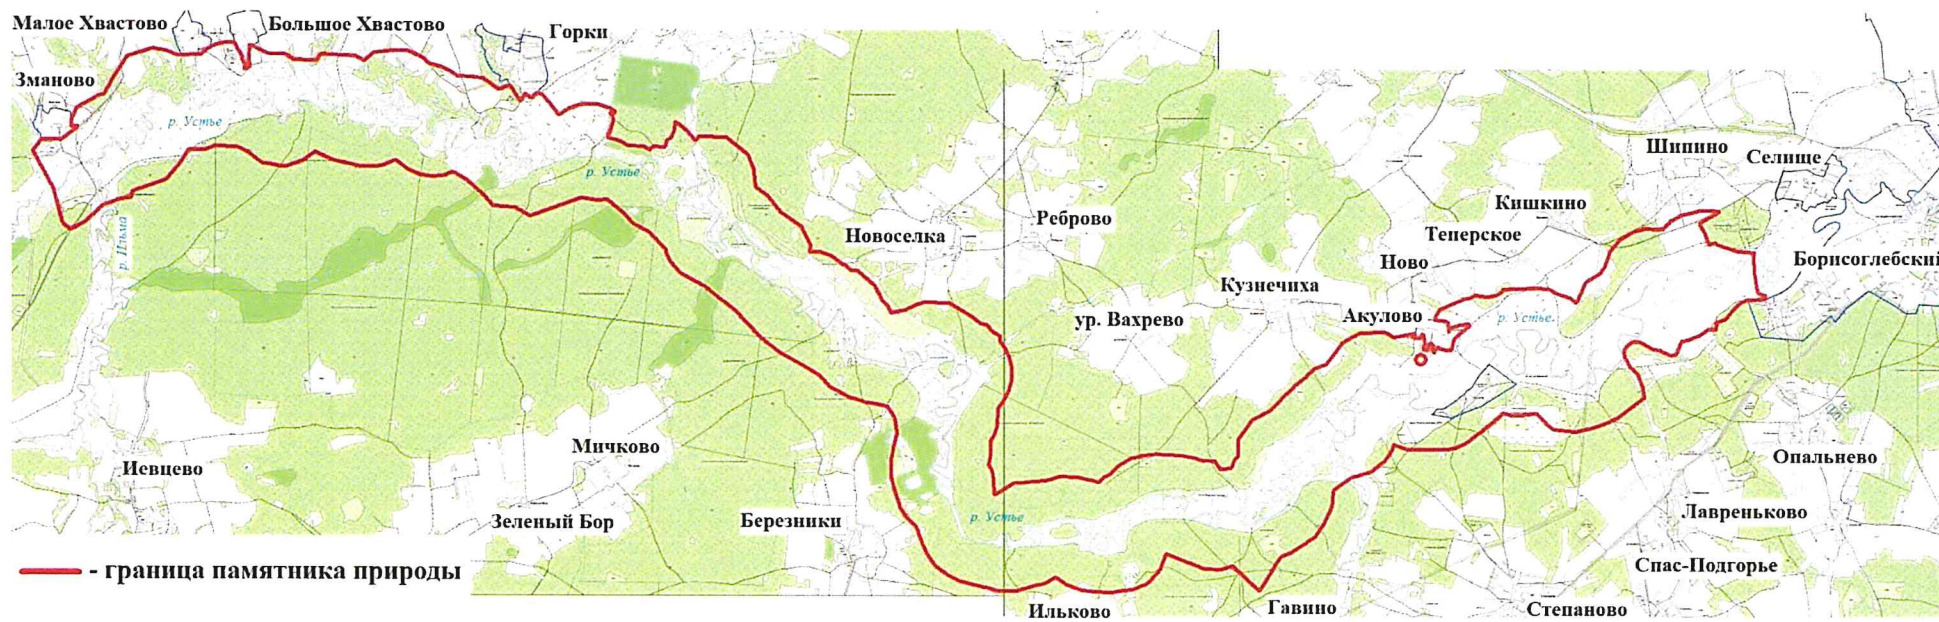 Малое Хвастово
Большое Хвастово
Горки
Зманово
р. Устье
Шипино
Селище
р. Устье
Кишкино
Реброво
Теперское
Новоселка
р. Ильма
Ново
Борисоглебский
Кузнечиха
Акулово
ур. Вахрево
р. Устье
Мичково
Опальнево
Иевцево
Зеленый Бор
Березники
р. Устье
Лавреньково
Спас-Подгорье
- граница памятника природы
Ильково
Гавино
Степаново